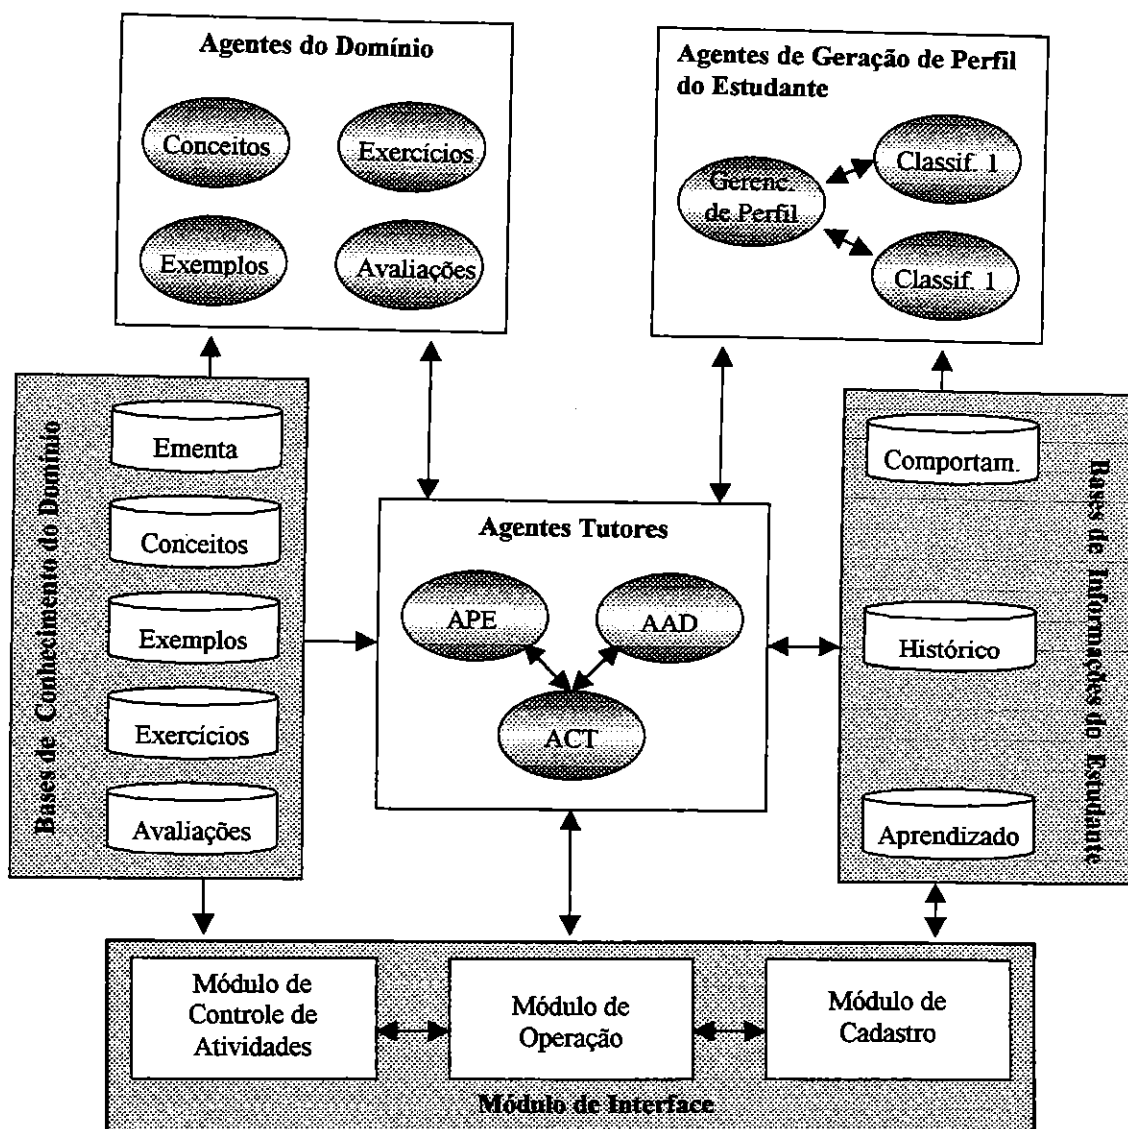 Agentes do Domínio
Conceitos
Exercícios
Exemplos
Avaliações
Agentes de Geração de Perfil
do Estudante
Gerenc.
de Perfil
Classif. 1
Classif. 1
Bases de Conhecimento do Domínio
Ementa
Conceitos
Exemplos
Exercícios
Avaliações
Agentes Tutores
APE
AAD
ACT
Bases de Informações do Estudante
Comportam.
Histórico
Aprendizado
Módulo de
Controle de
Atividades
Módulo de
Operação
Módulo de
Cadastro
Módulo de Interface